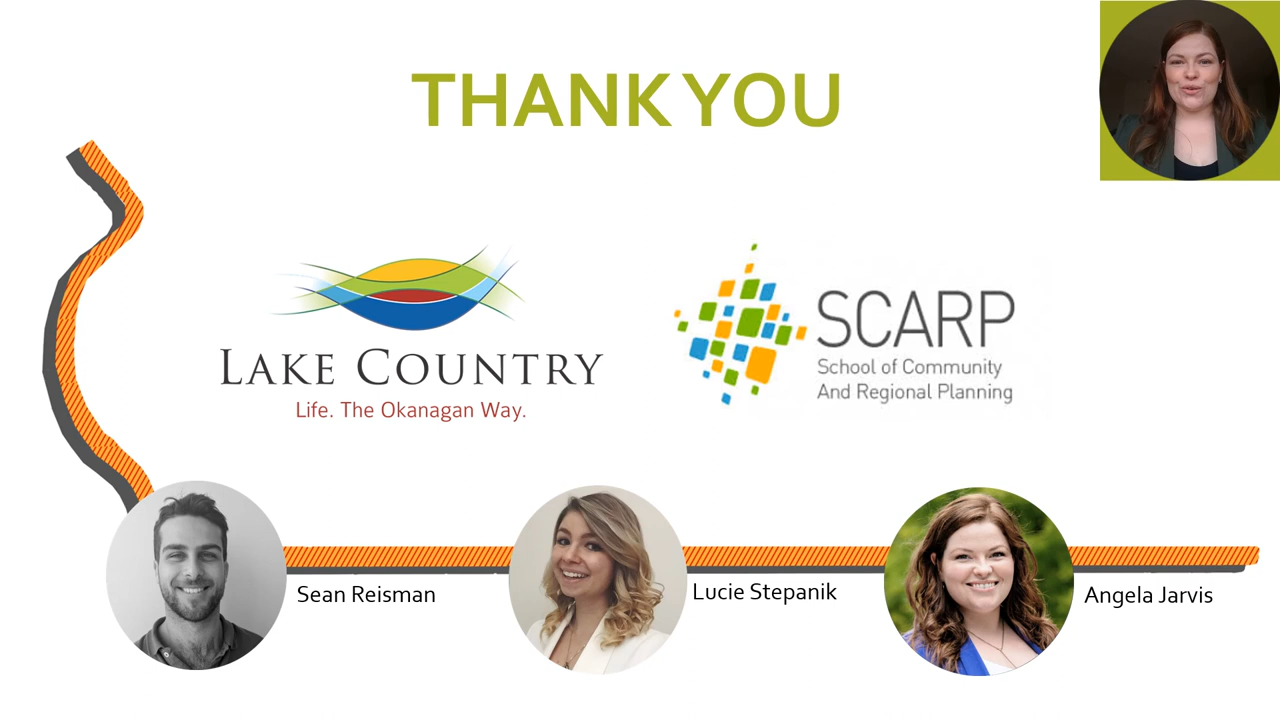 THANK YOU
LAKE COUNTRY
Life. The Okanagan Way.
SCARP
School of Community
And Regional Planning
Sean Reisman
Lucie Stepanik
Angela Jarvis